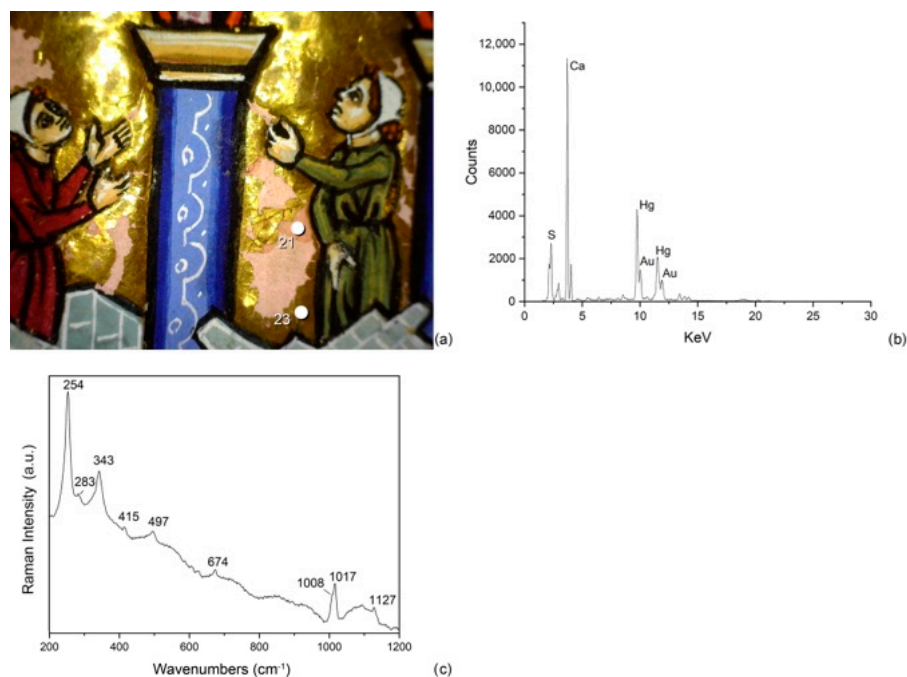 21
23
(a)
12,000
10,000
8000
6000
4000
2000
0
Counts
Ca
Hg
S
Au
Hg
Au
0
5
10
15
20
25
30
KeV
(b)
254
343
283
415
497
674
1008
1017
1127
Raman Intensity (a.u.)
200
400
600
800
1000
1200
Wavenumbers (cm⁻¹)
(c)